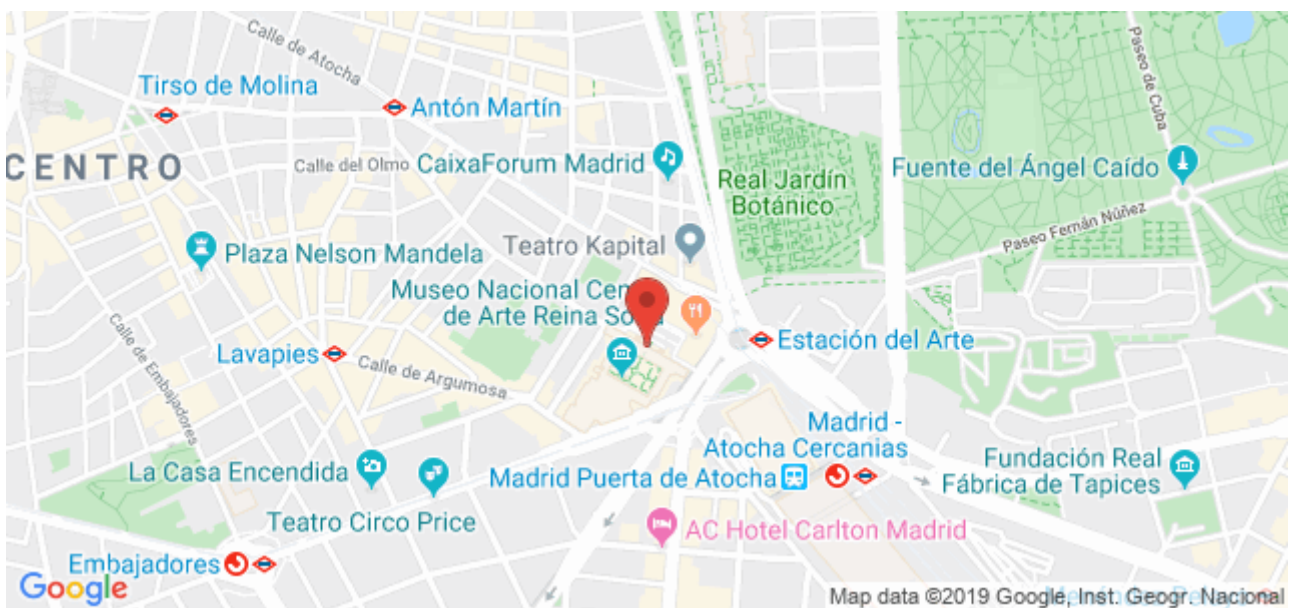 Calle de Atocha
Paseo de Cuba
Tirso de Molina
Antón Martín
CENTRO
Calle del Olmo
CaixaForum Madrid
Real Jardín
Botánico
Fuente del Ángel Caído
Paseo Fernán Núñez
Plaza Nelson Mandela
Teatro Kapital
Museo Nacional Cen
de Arte Reina So
Calle de Embajadores
Lavapies
Calle de Argumosa
Estación del Arte
Madrid -
Atocha Cercanias
La Casa Encendida
Madrid Puerta de Atocha
Fundación Real
Fábrica de Tapices
Teatro Circo Price
AC Hotel Carlton Madrid
Embajadores
Google
Map data ©2019 Google, Inst. Geogr. Nacional